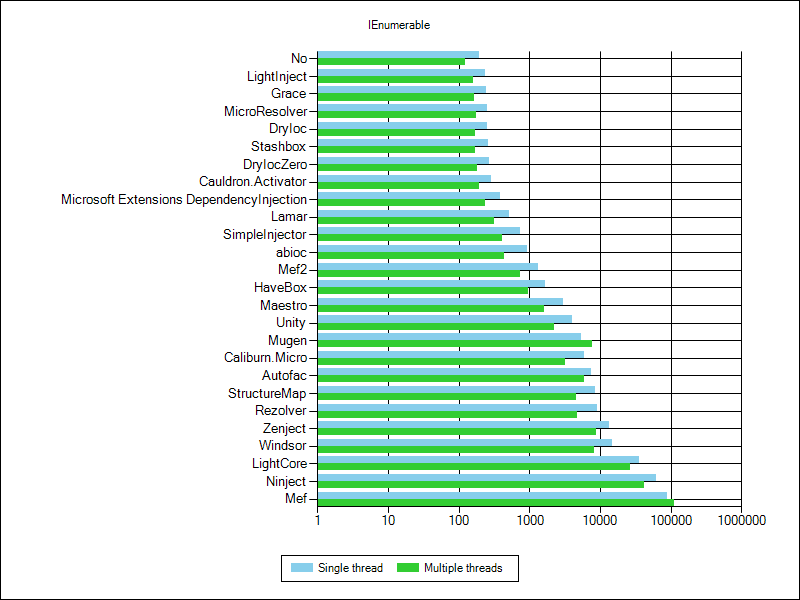 IEnumerable
No
LightInject
Grace
MicroResolver
DryIoc
Stashbox
DryIocZero
Cauldron.Activator
Microsoft Extensions DependencyInjection
Lamar
SimpleInjector
abioc
Mef2
HaveBox
Maestro
Unity
Mugen
Caliburn.Micro
Autofac
StructureMap
Rezolver
Zenject
Windsor
LightCore
Ninject
Mef
1 10 100 1000 10000 100000 1000000
Single thread Multiple threads